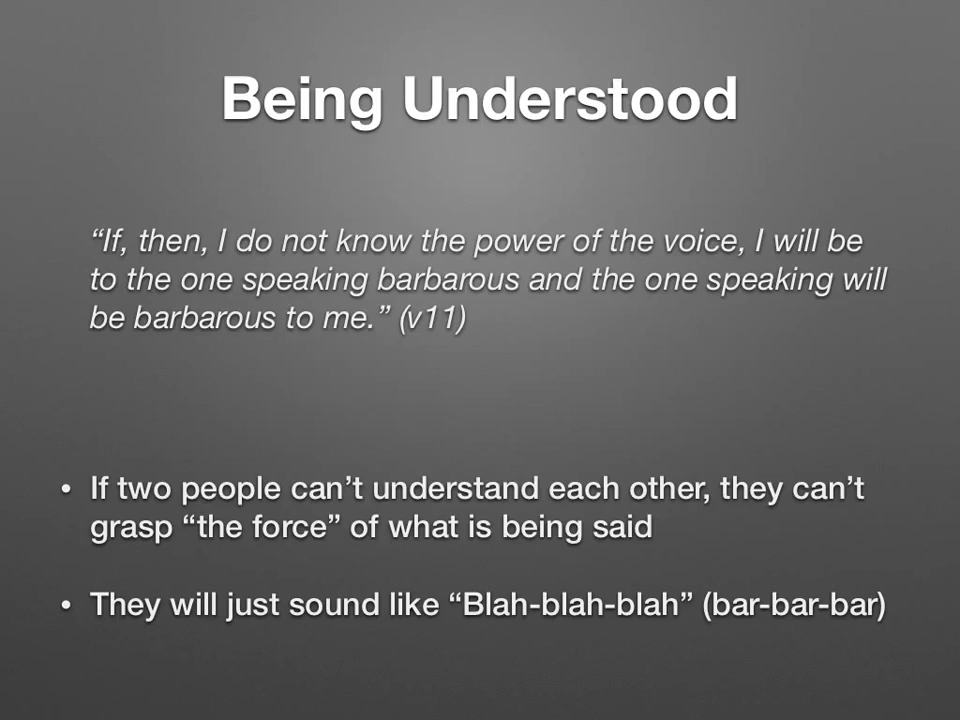 Being Understood
“If, then, I do not know the power of the voice, I will be
to the one speaking barbarous and the one speaking will
be barbarous to me.” (v11)
• If two people can’t understand each other, they can’t
grasp “the force” of what is being said
• They will just sound like “Blah-blah-blah” (bar-bar-bar)